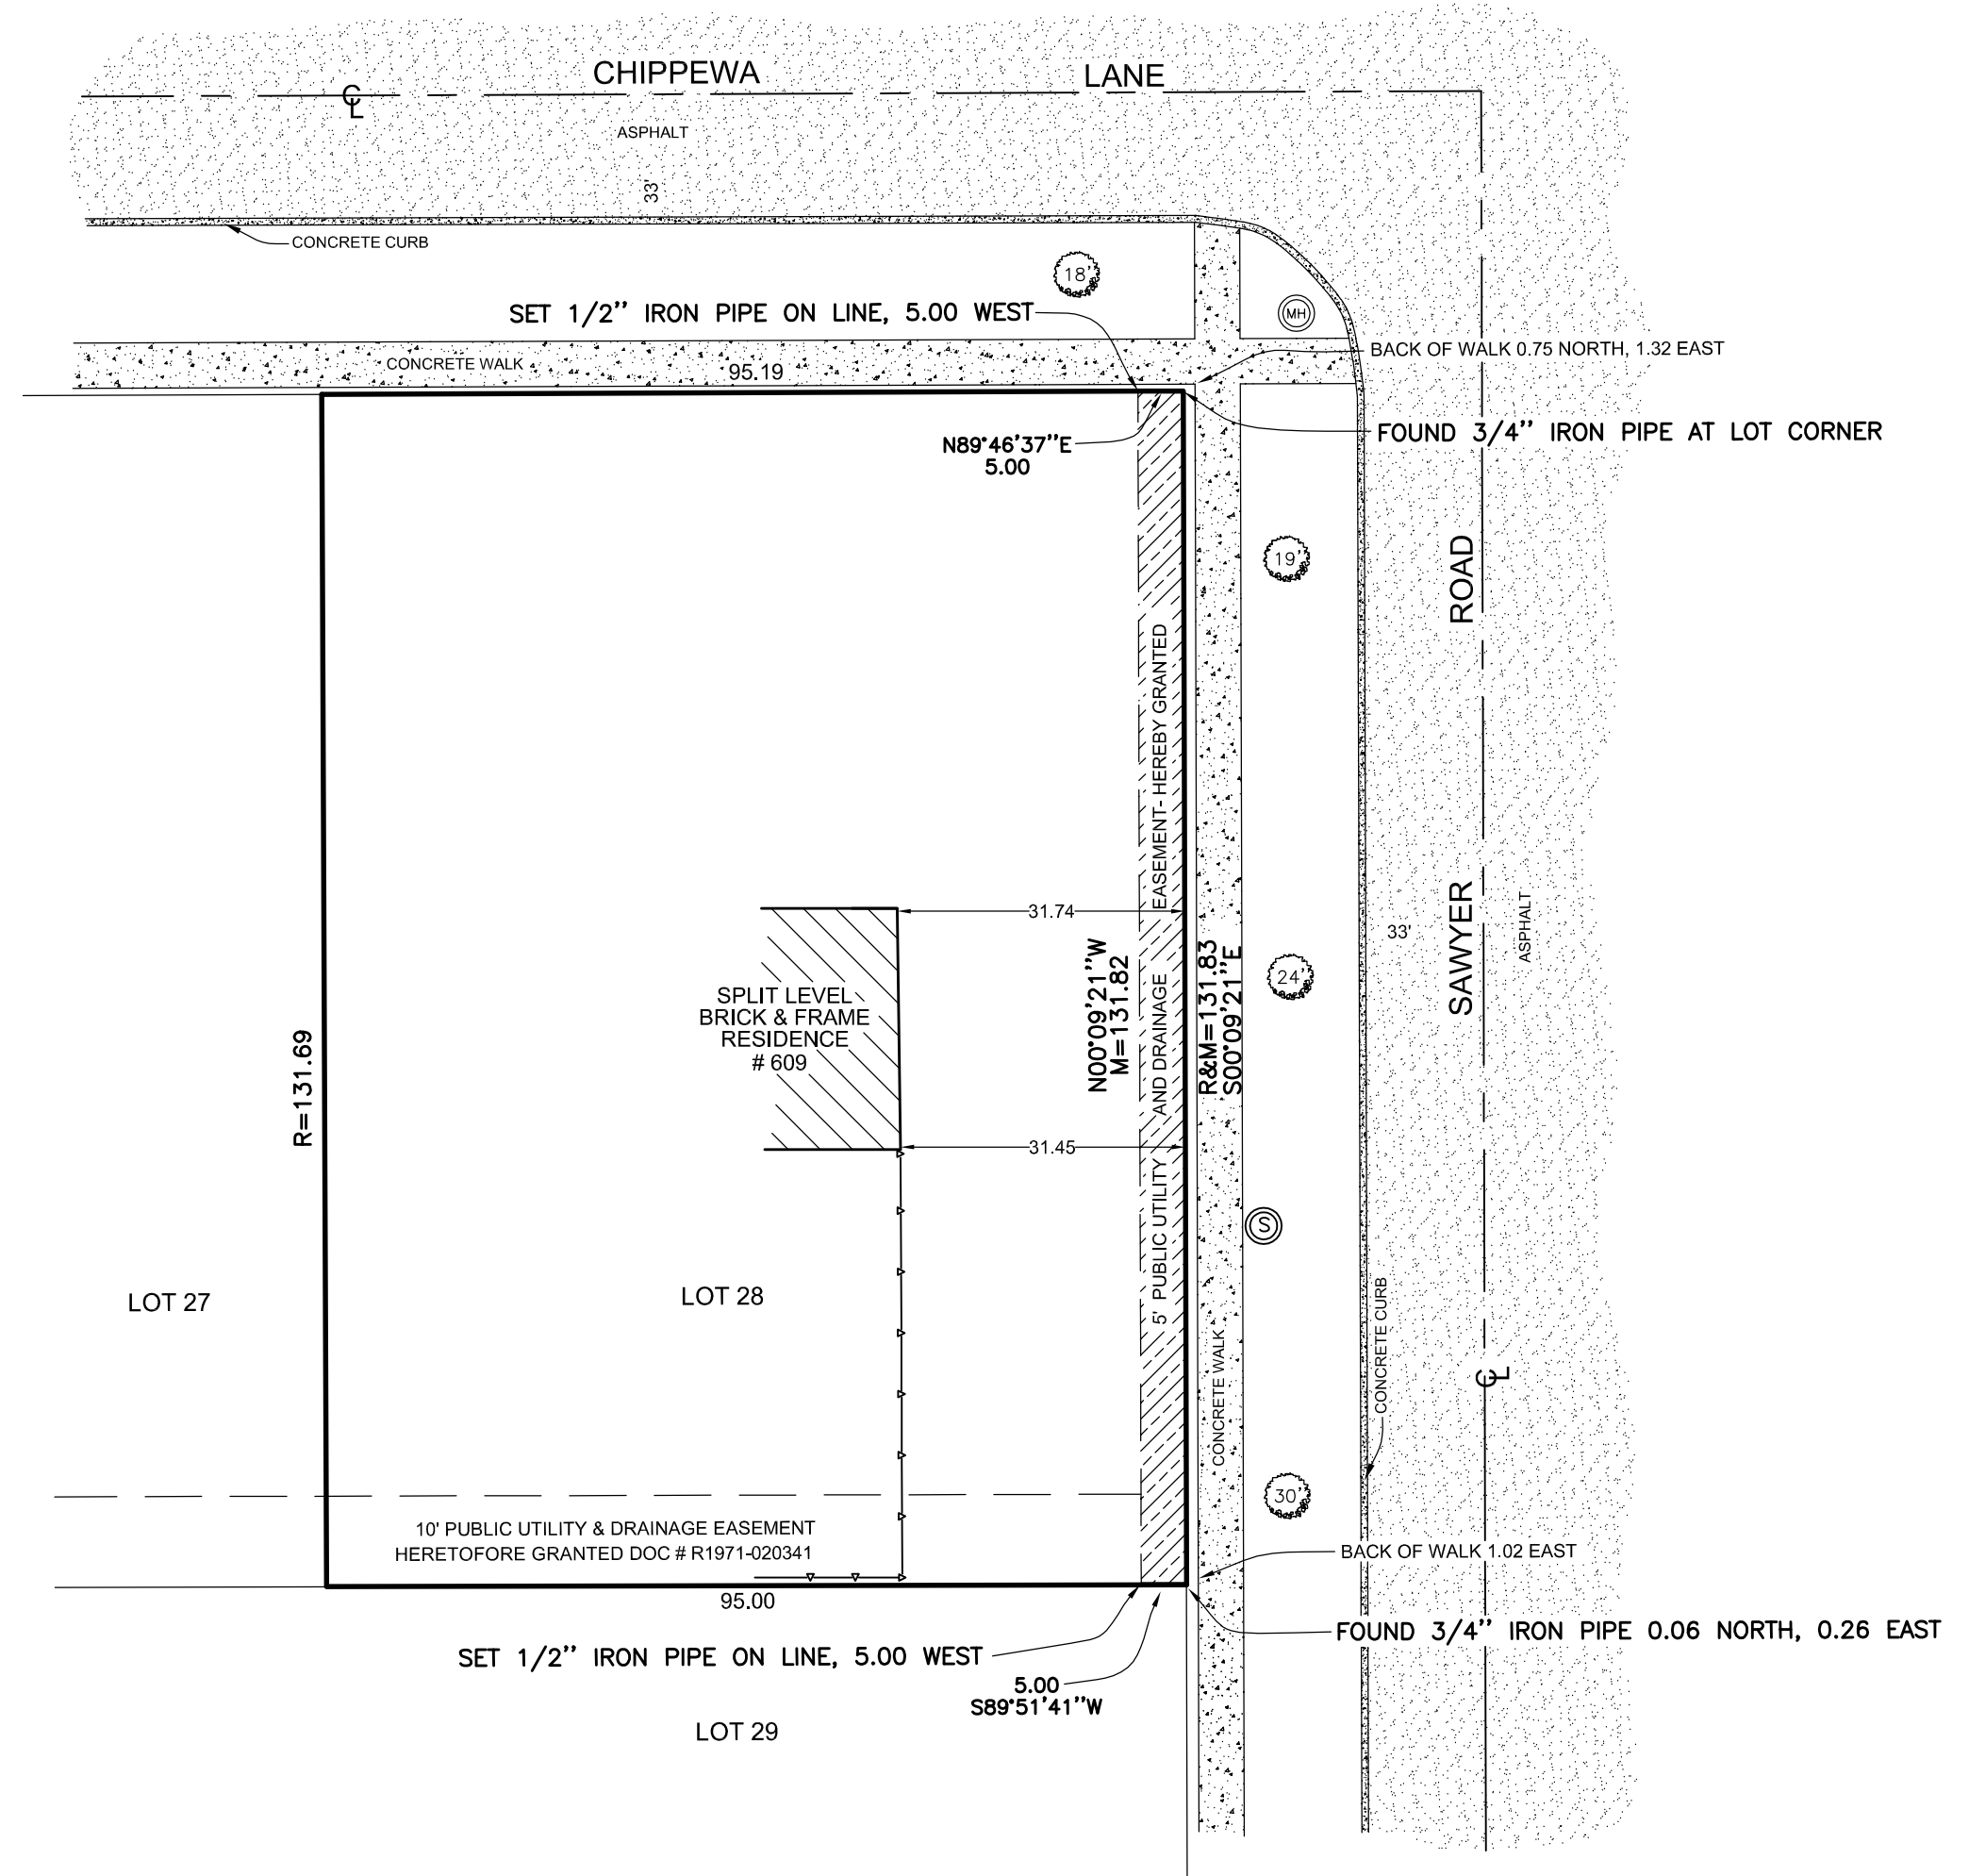 CHIPPEWA LANE
℄
ASPHALT
33'
CONCRETE CURB
18'
SET 1/2" IRON PIPE ON LINE, 5.00 WEST
MH
BACK OF WALK 0.75 NORTH, 1.32 EAST
CONCRETE WALK
95.19
FOUND 3/4" IRON PIPE AT LOT CORNER
N89°46'37"E
5.00
19'
SAWYER ROAD
5' PUBLIC UTILITY AND DRAINAGE EASEMENT- HEREBY GRANTED
31.74
33'
ASPHALT
N00°09'21"W
M=131.82
R&M=131.83
S00°09'21"E
24'
SPLIT LEVEL
BRICK & FRAME
RESIDENCE
# 609
R=131.69
31.45
S
LOT 27
LOT 28
CONCRETE WALK
CONCRETE CURB
℄
30'
10' PUBLIC UTILITY & DRAINAGE EASEMENT
HERETOFORE GRANTED DOC # R1971-020341
BACK OF WALK 1.02 EAST
95.00
FOUND 3/4" IRON PIPE 0.06 NORTH, 0.26 EAST
SET 1/2" IRON PIPE ON LINE, 5.00 WEST
5.00
S89°51'41"W
LOT 29